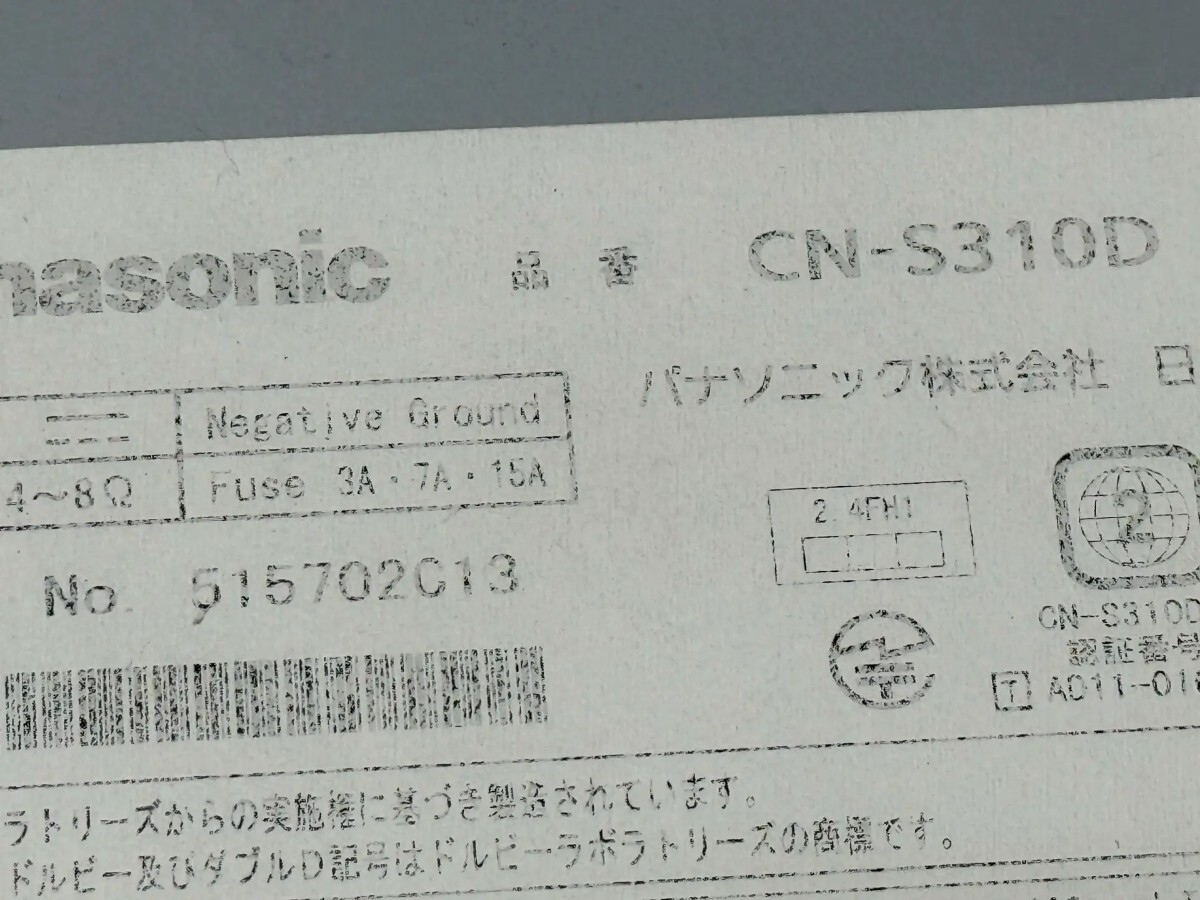 nasonic 品番 CN-S310D
パナソニック株式会社 日
Negative Ground
4～8Ω Fuse 3A・7A・15A
2.4FH1
2
No. 515702C13
CN-S310D
認証番号
T A011-01
ラトリーズからの実施権に基づき製造されています。
ドルビー及びダブルD記号はドルビーラボラトリーズの商標です。